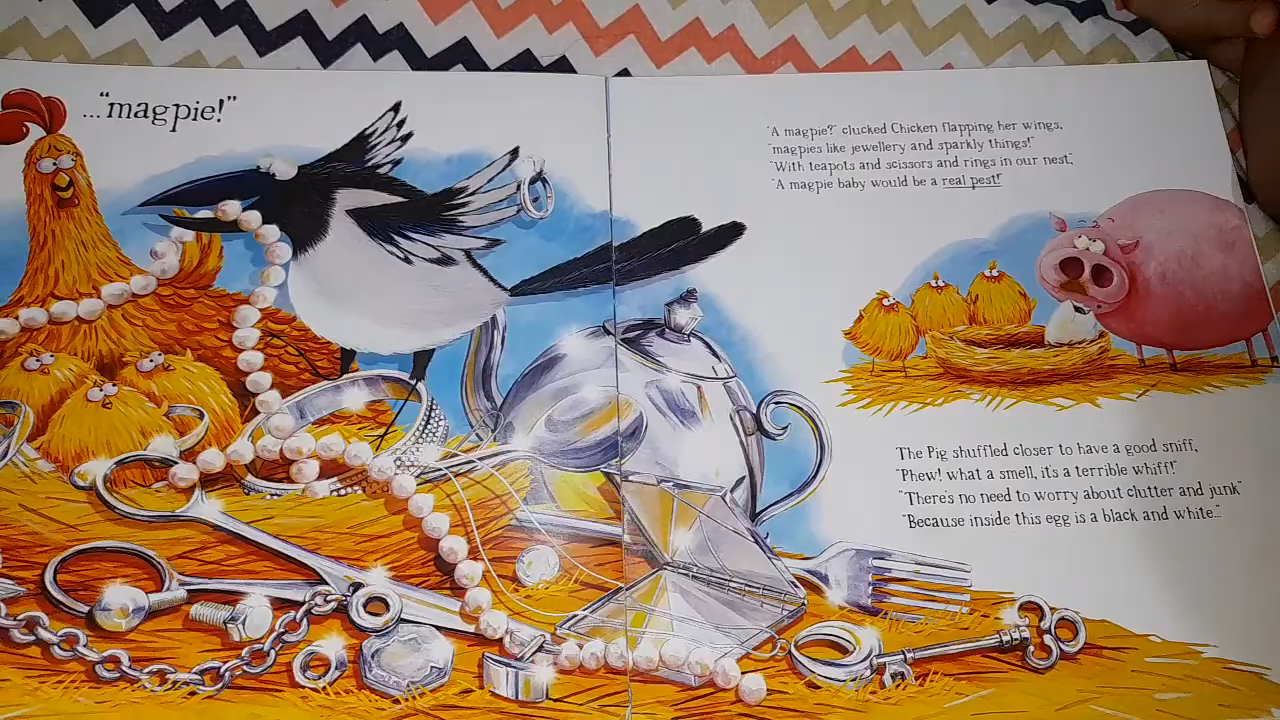 ..."magpie!"
"A magpie?" clucked Chicken flapping her wings,
"magpies like jewellery and sparkly things!"
"With teapots and scissors and rings in our nest,"
"A magpie baby would be a real pest!"
The Pig shuffled closer to have a good sniff,
"Phew! what a smell, it's a terrible whiff!"
"There's no need to worry about clutter and junk"
"Because inside this egg is a black and white...